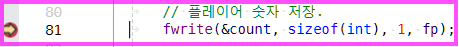 80 // 플레이어 숫자 저장.
81 fwrite(&count, sizeof(int), 1, fp);